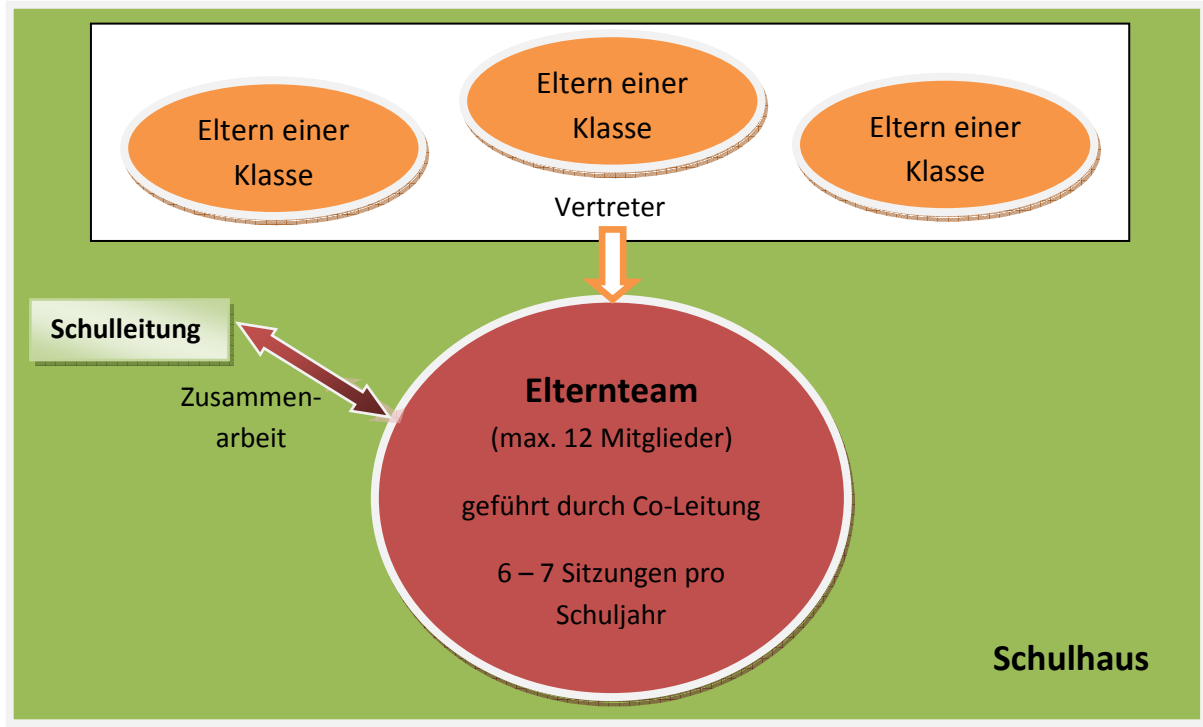 Eltern einer
Klasse
Eltern einer
Klasse
Eltern einer
Klasse
Vertreter
Schulleitung
Zusammen-
arbeit
Elternteam
(max. 12 Mitglieder)
geführt durch Co-Leitung
6 – 7 Sitzungen pro
Schuljahr
Schulhaus